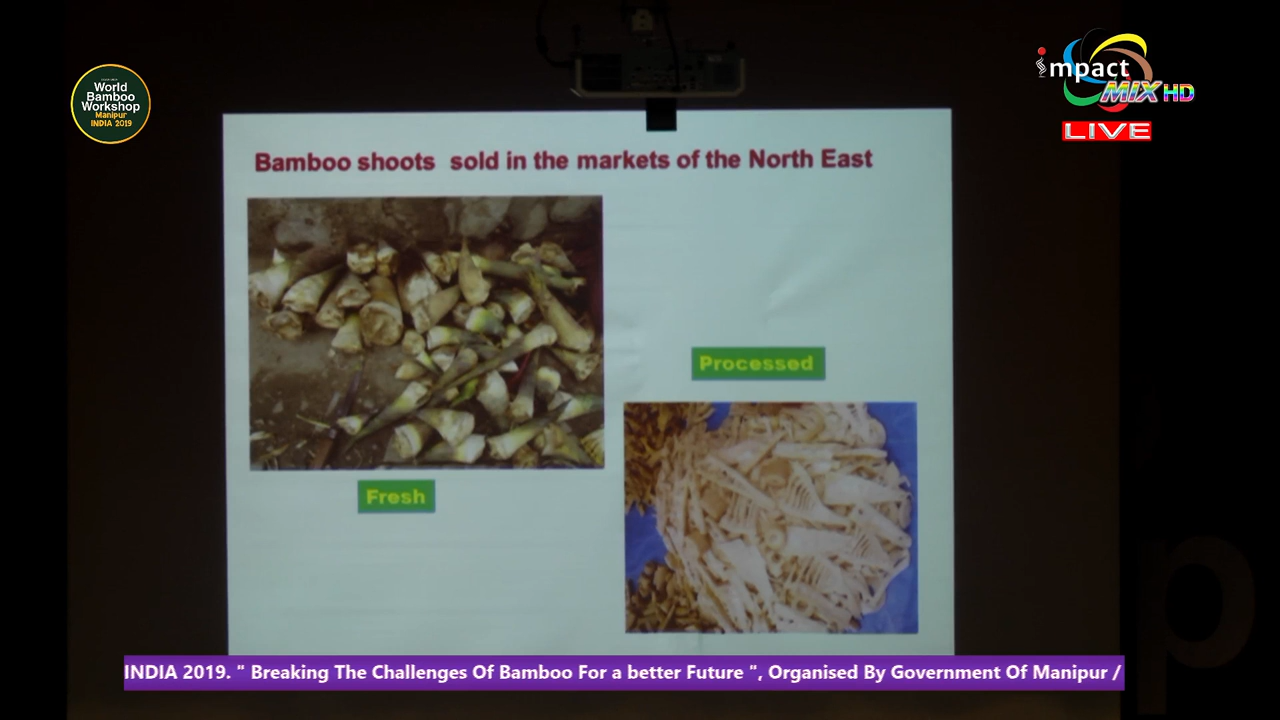 World
Bamboo
Workshop
Manipur
INDIA 2019
impact
MIX HD
LIVE
Bamboo shoots sold in the markets of the North East
Processed
Fresh
INDIA 2019. " Breaking The Challenges Of Bamboo For a better Future ", Organised By Government Of Manipur /